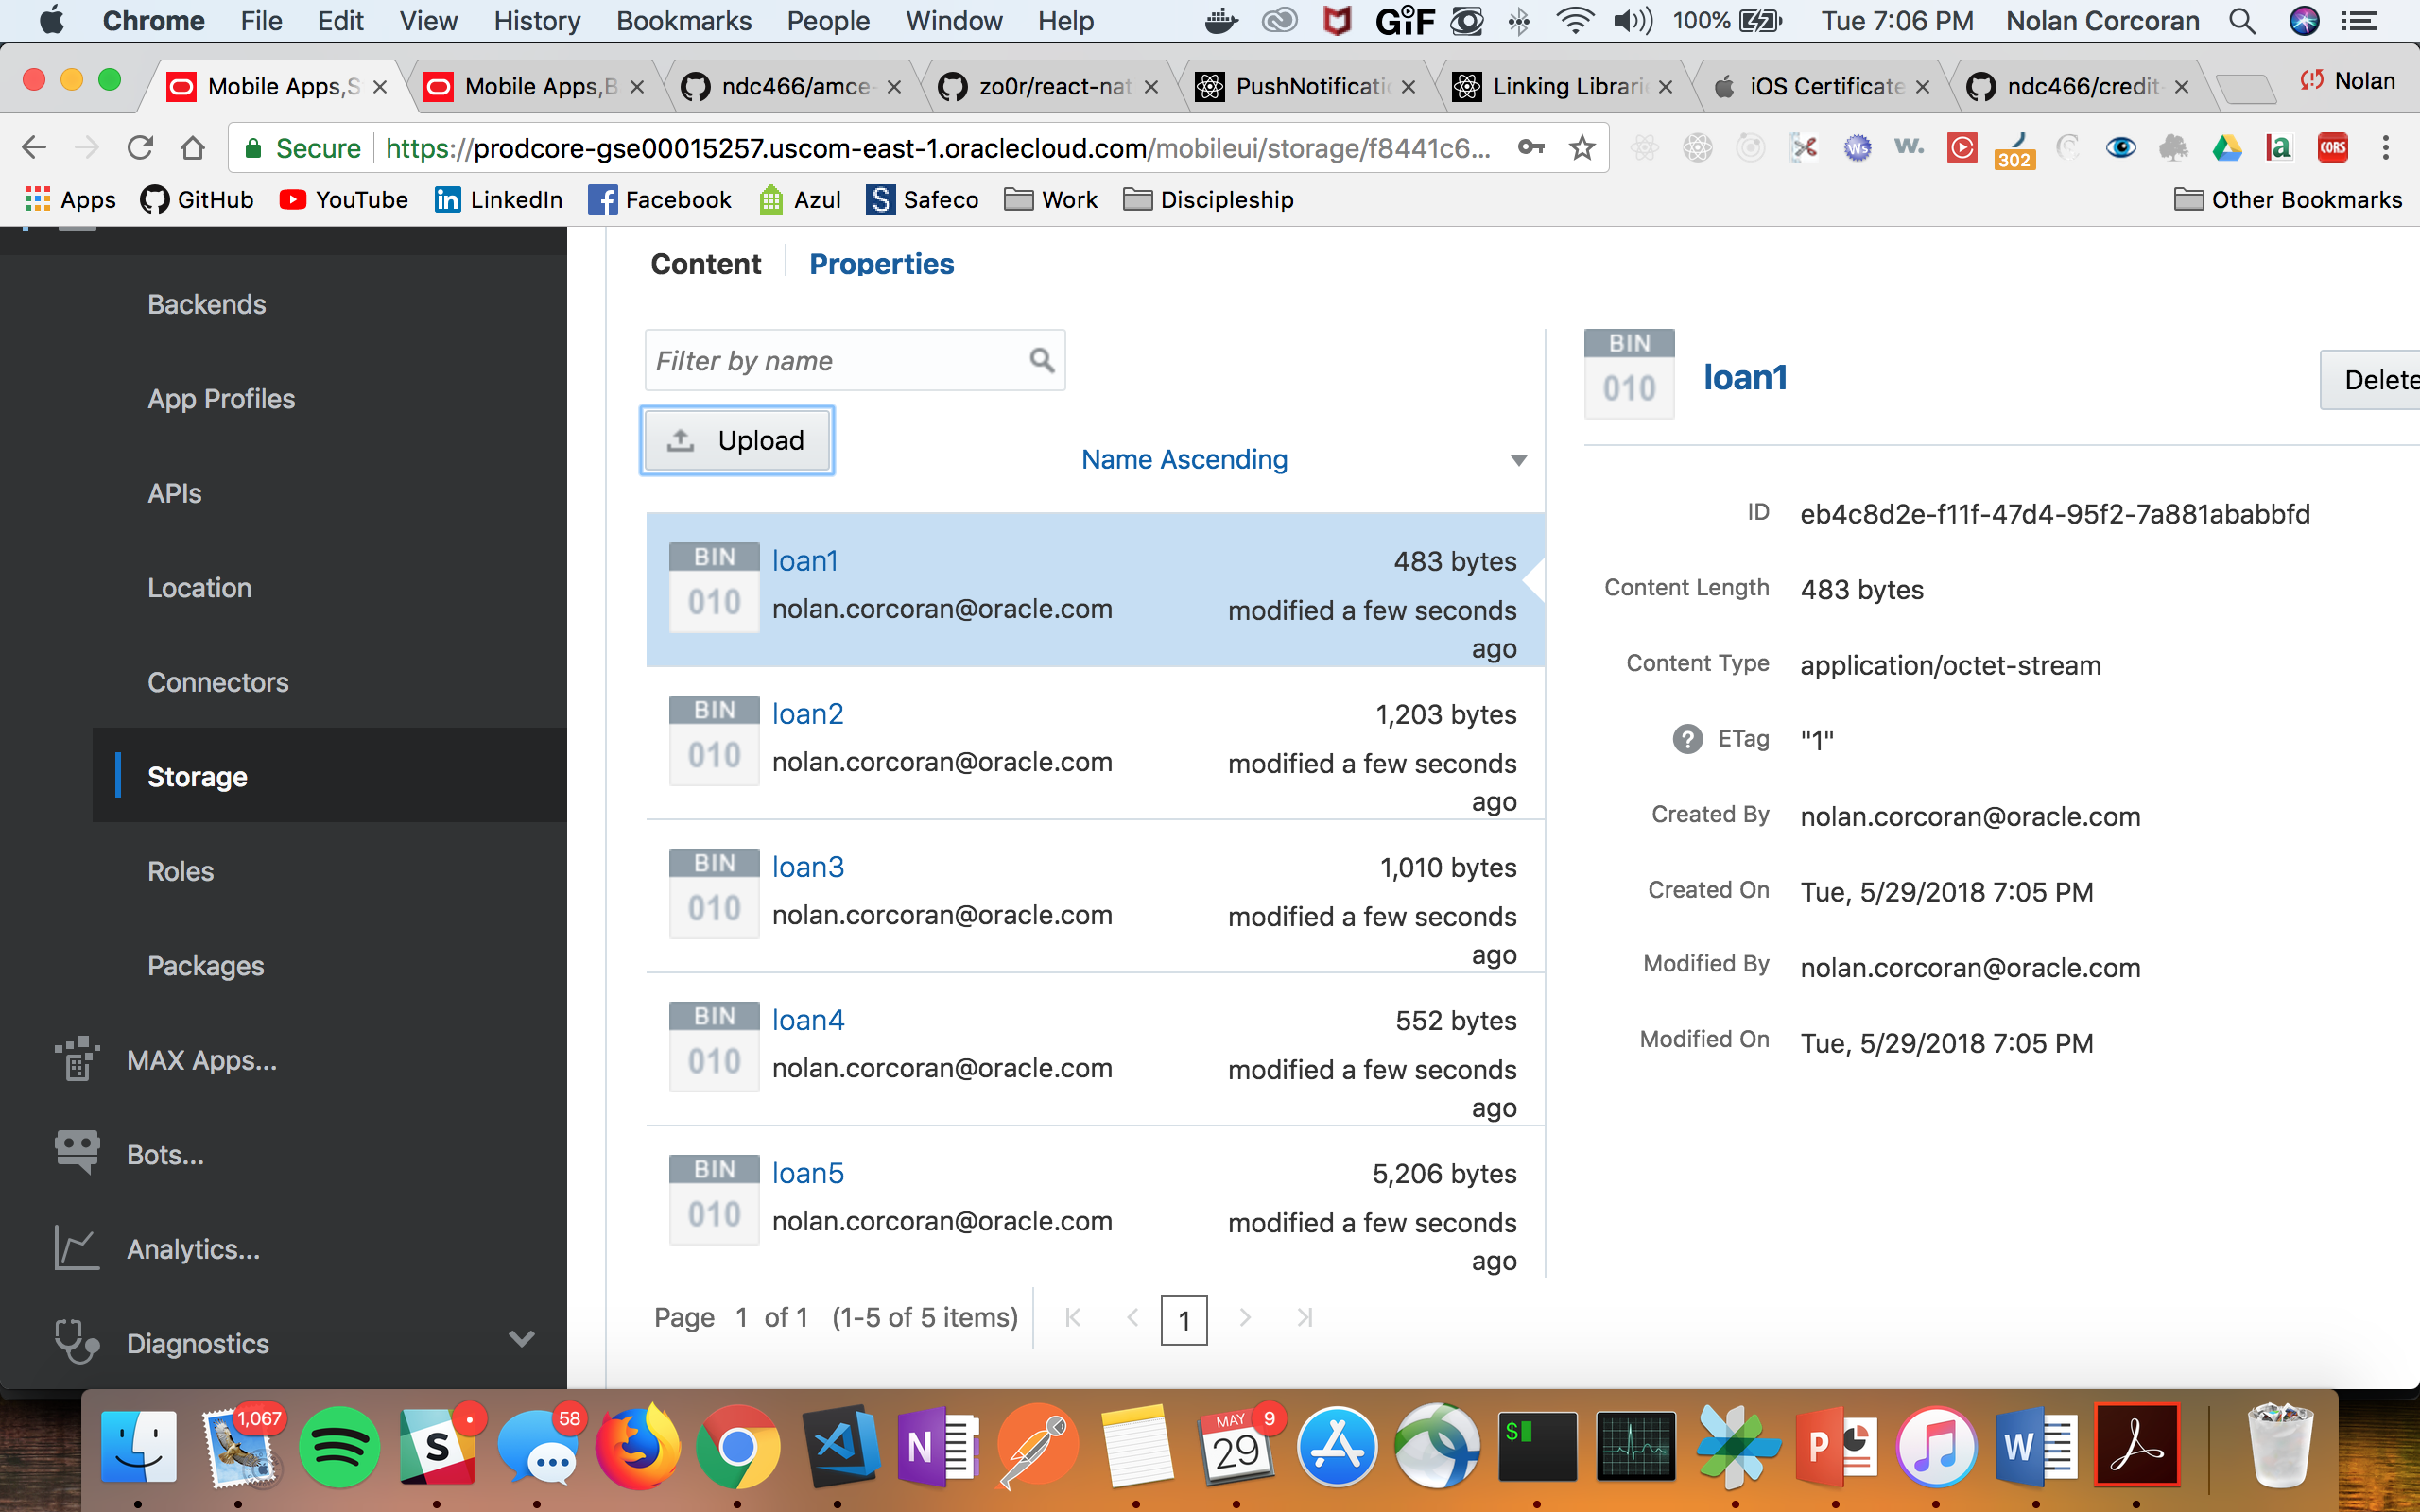 Chrome File Edit View History Bookmarks People Window Help GIF 100% Tue 7:06 PM Nolan Corcoran
Mobile Apps,S Mobile Apps,B ndc466/amce- zo0r/react-nat PushNotificati Linking Librari iOS Certificate ndc466/credit- Nolan
Secure https://prodcore-gse00015257.uscom-east-1.oraclecloud.com/mobileui/storage/f8441c6... Ws w. 302 a CORS
Apps GitHub YouTube LinkedIn Facebook Azul S Safeco Work Discipleship Other Bookmarks
Content Properties
Backends
App Profiles
APIs
Location
Connectors
Storage
Roles
Packages
MAX Apps...
Bots...
Analytics...
Diagnostics
Filter by name
Upload
Name Ascending
BIN
010
loan1 483 bytes
nolan.corcoran@oracle.com modified a few seconds
ago
BIN
010
loan2 1,203 bytes
nolan.corcoran@oracle.com modified a few seconds
ago
BIN
010
loan3 1,010 bytes
nolan.corcoran@oracle.com modified a few seconds
ago
BIN
010
loan4 552 bytes
nolan.corcoran@oracle.com modified a few seconds
ago
BIN
010
loan5 5,206 bytes
nolan.corcoran@oracle.com modified a few seconds
ago
Page 1 of 1 (1-5 of 5 items) 1
BIN
010
loan1
Delete
ID eb4c8d2e-f11f-47d4-95f2-7a881ababbfd
Content Length 483 bytes
Content Type application/octet-stream
? ETag "1"
Created By nolan.corcoran@oracle.com
Created On Tue, 5/29/2018 7:05 PM
Modified By nolan.corcoran@oracle.com
Modified On Tue, 5/29/2018 7:05 PM
1,067 S 58 N MAY 29 9 $ P W